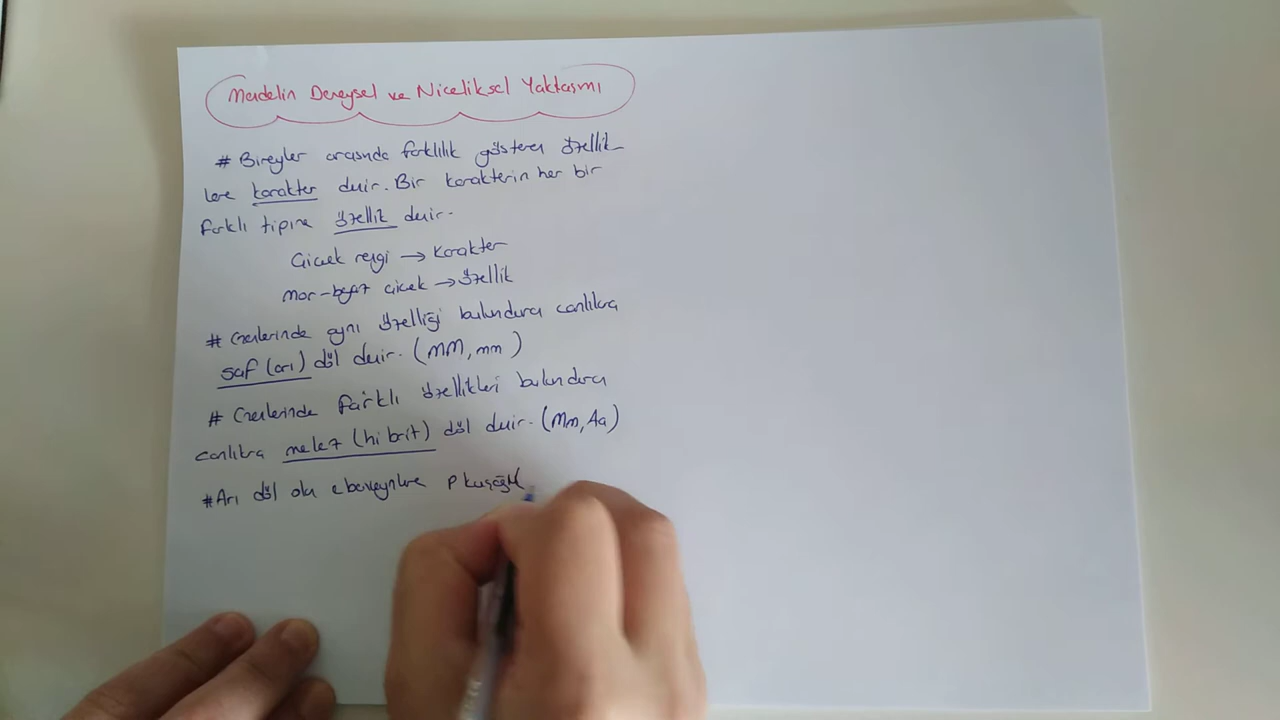 Mendelin Deneysel ve Niceliksel Yaklaşımı
# Bireyler arasında farklılık gösteren özellik
lere karakter denir. Bir karakterin her bir
farklı tipine özellik denir.
Çiçek rengi → Karakter
mor-beyaz çiçek → özellik
# Genlerinde aynı özelliği bulunduran canlılara
saf (arı) döl denir. (MM, mm)
# Genlerinde farklı özellikleri bulunduran
canlılara melez (hibrit) döl denir. (Mm, Aa)
# Arı döl olan ebeveynlere P kuşağı